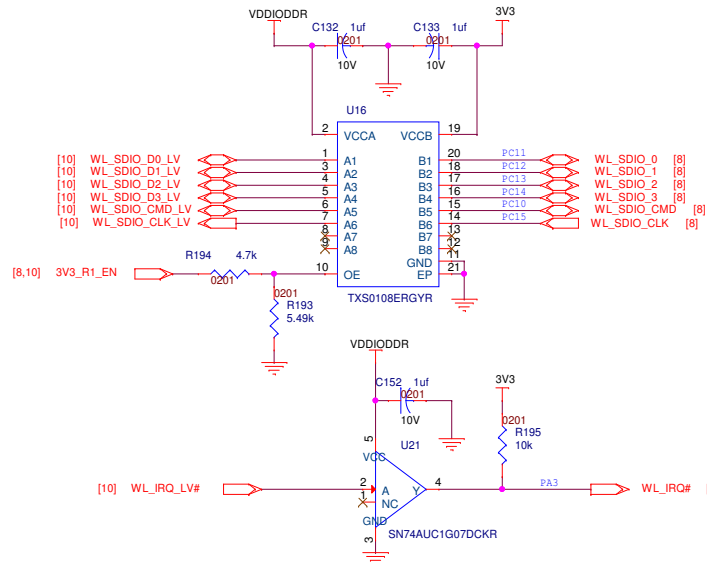 VDDIODDR 3V3
C132 1uf C133 1uf
0201 0201
10V 10V
U16
2 VCCA VCCB 19
[10] WL_SDIO_D0_LV 1 A1 B1 20 PC11 WL_SDIO_0 [8]
[10] WL_SDIO_D1_LV 3 A2 B2 18 PC12 WL_SDIO_1 [8]
[10] WL_SDIO_D2_LV 4 A3 B3 17 PC13 WL_SDIO_2 [8]
[10] WL_SDIO_D3_LV 5 A4 B4 16 PC14 WL_SDIO_3 [8]
[10] WL_SDIO_CMD_LV 6 A5 B5 15 PC10 WL_SDIO_CMD [8]
[10] WL_SDIO_CLK_LV 7 A6 B6 14 PC15 WL_SDIO_CLK [8]
8 A7 B7 13
9 A8 B8 12
GND 11
R194 4.7k
[8,10] 3V3_R1_EN 0201 10 OE EP 21
TXS0108ERGYR
0201
R193
5.49k
VDDIODDR
C152 1uf 3V3
0201 0201
10V R195
10k
5 U21
VCC
[10] WL_IRQ_LV# 2 A Y 4 PA3 WL_IRQ# [
1 NC
GND
3 SN74AUC1G07DCKR